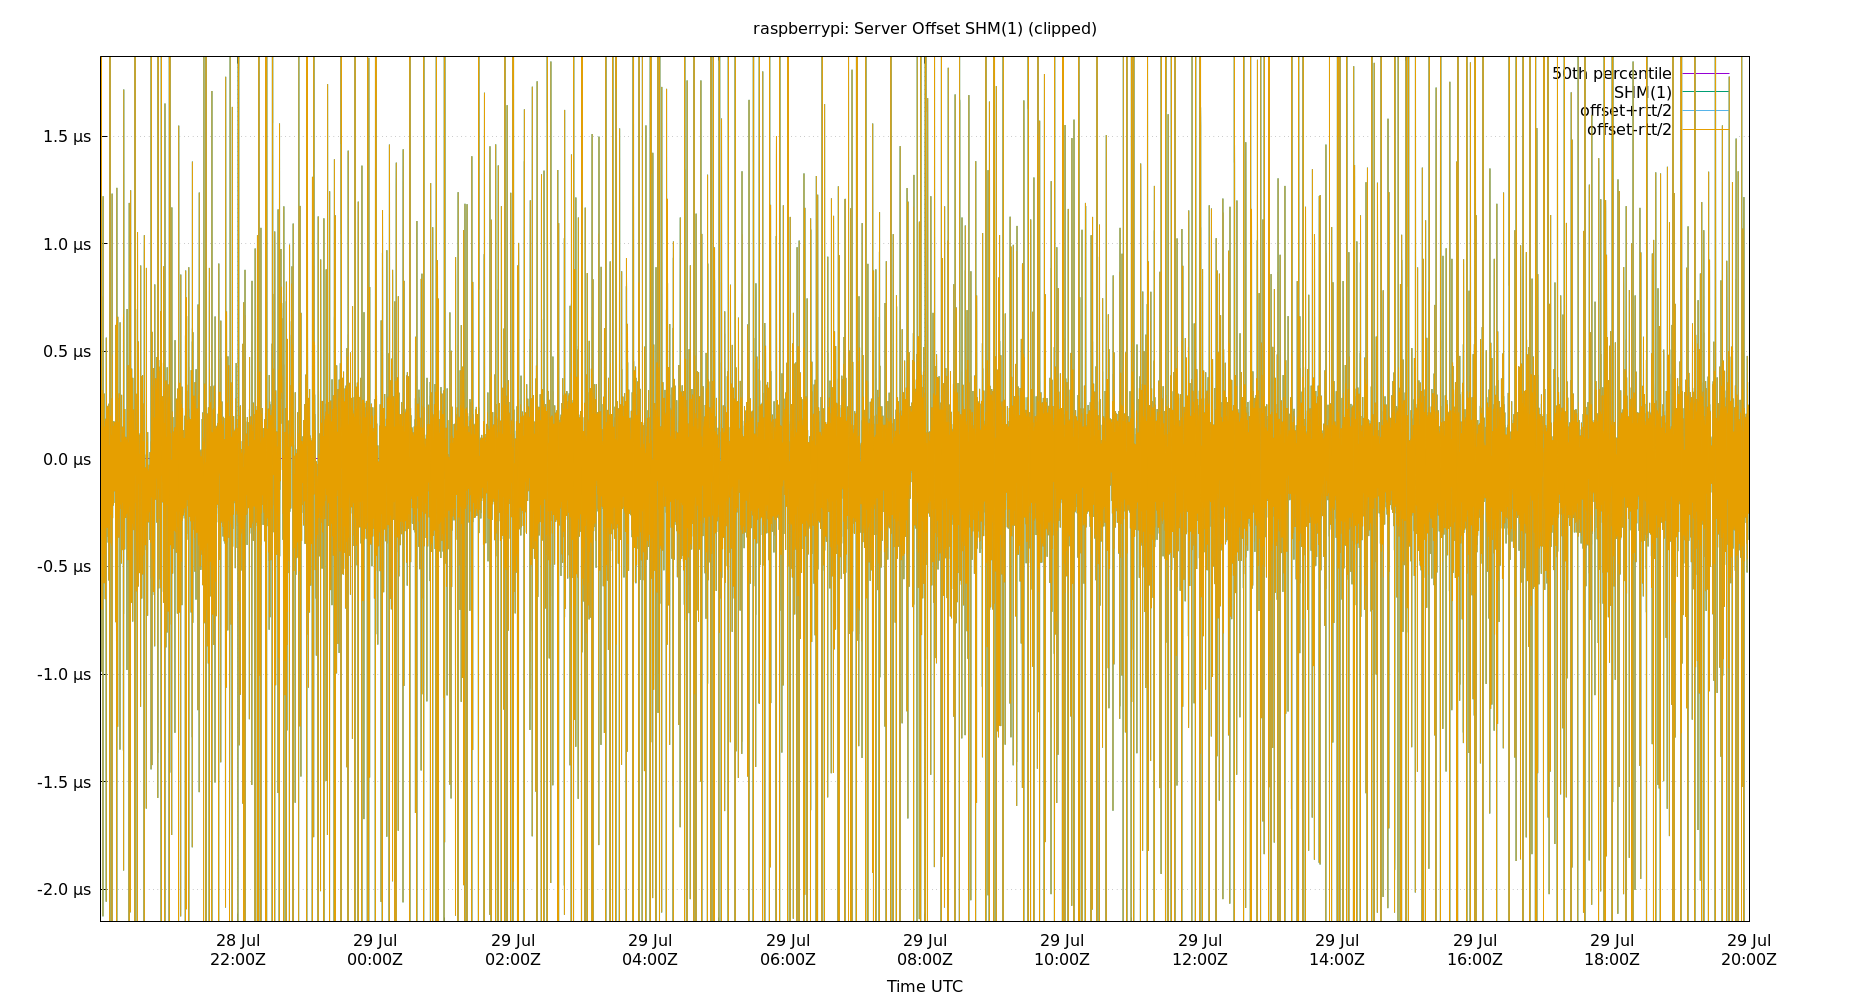 raspberrypi: Server Offset SHM(1) (clipped)
50th percentile
SHM(1)
offset+rtt/2
offset-rtt/2
1.5 µs
1.0 µs
0.5 µs
0.0 µs
-0.5 µs
-1.0 µs
-1.5 µs
-2.0 µs
28 Jul 29 Jul 29 Jul 29 Jul 29 Jul 29 Jul 29 Jul 29 Jul 29 Jul 29 Jul 29 Jul 29 Jul
22:00Z 00:00Z 02:00Z 04:00Z 06:00Z 08:00Z 10:00Z 12:00Z 14:00Z 16:00Z 18:00Z 20:00Z
Time UTC